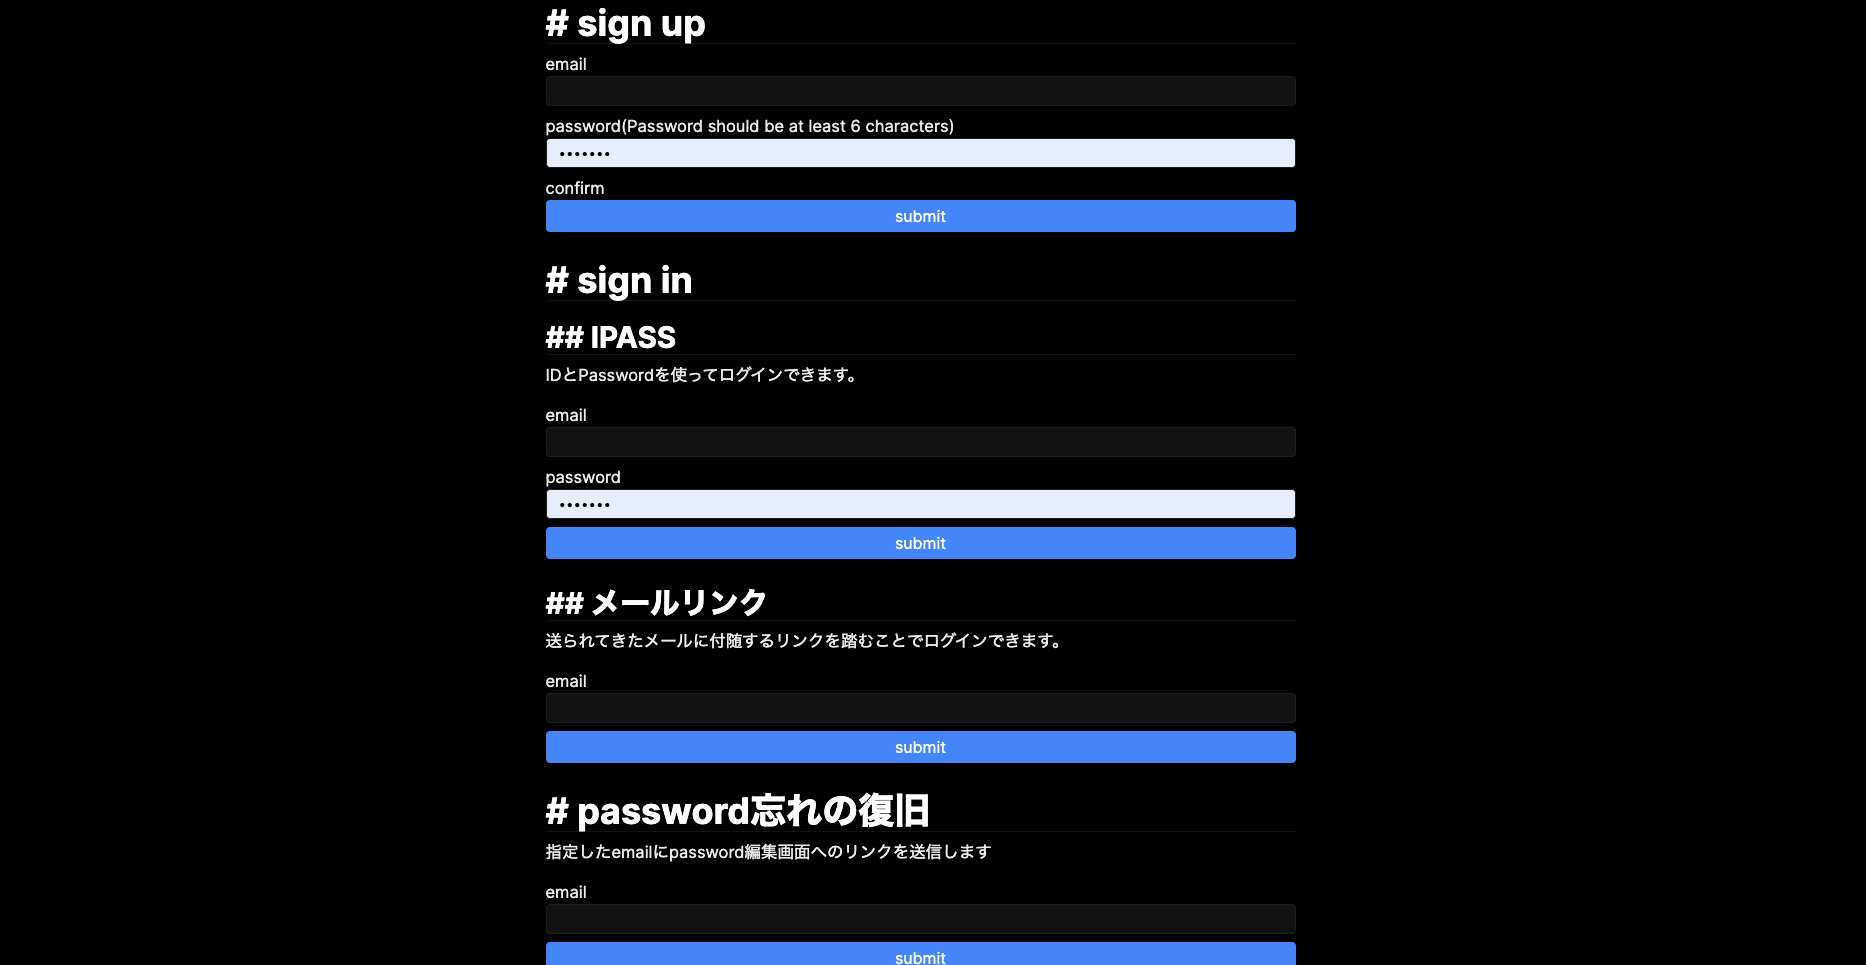 # sign up
email
password(Password should be at least 6 characters)
•••••••
confirm
submit
# sign in
## IPASS
IDとPasswordを使ってログインできます。
email
password
•••••••
submit
## メールリンク
送られてきたメールに付随するリンクを踏むことでログインできます。
email
submit
# password忘れの復旧
指定したemailにpassword編集画面へのリンクを送信します
email
submit